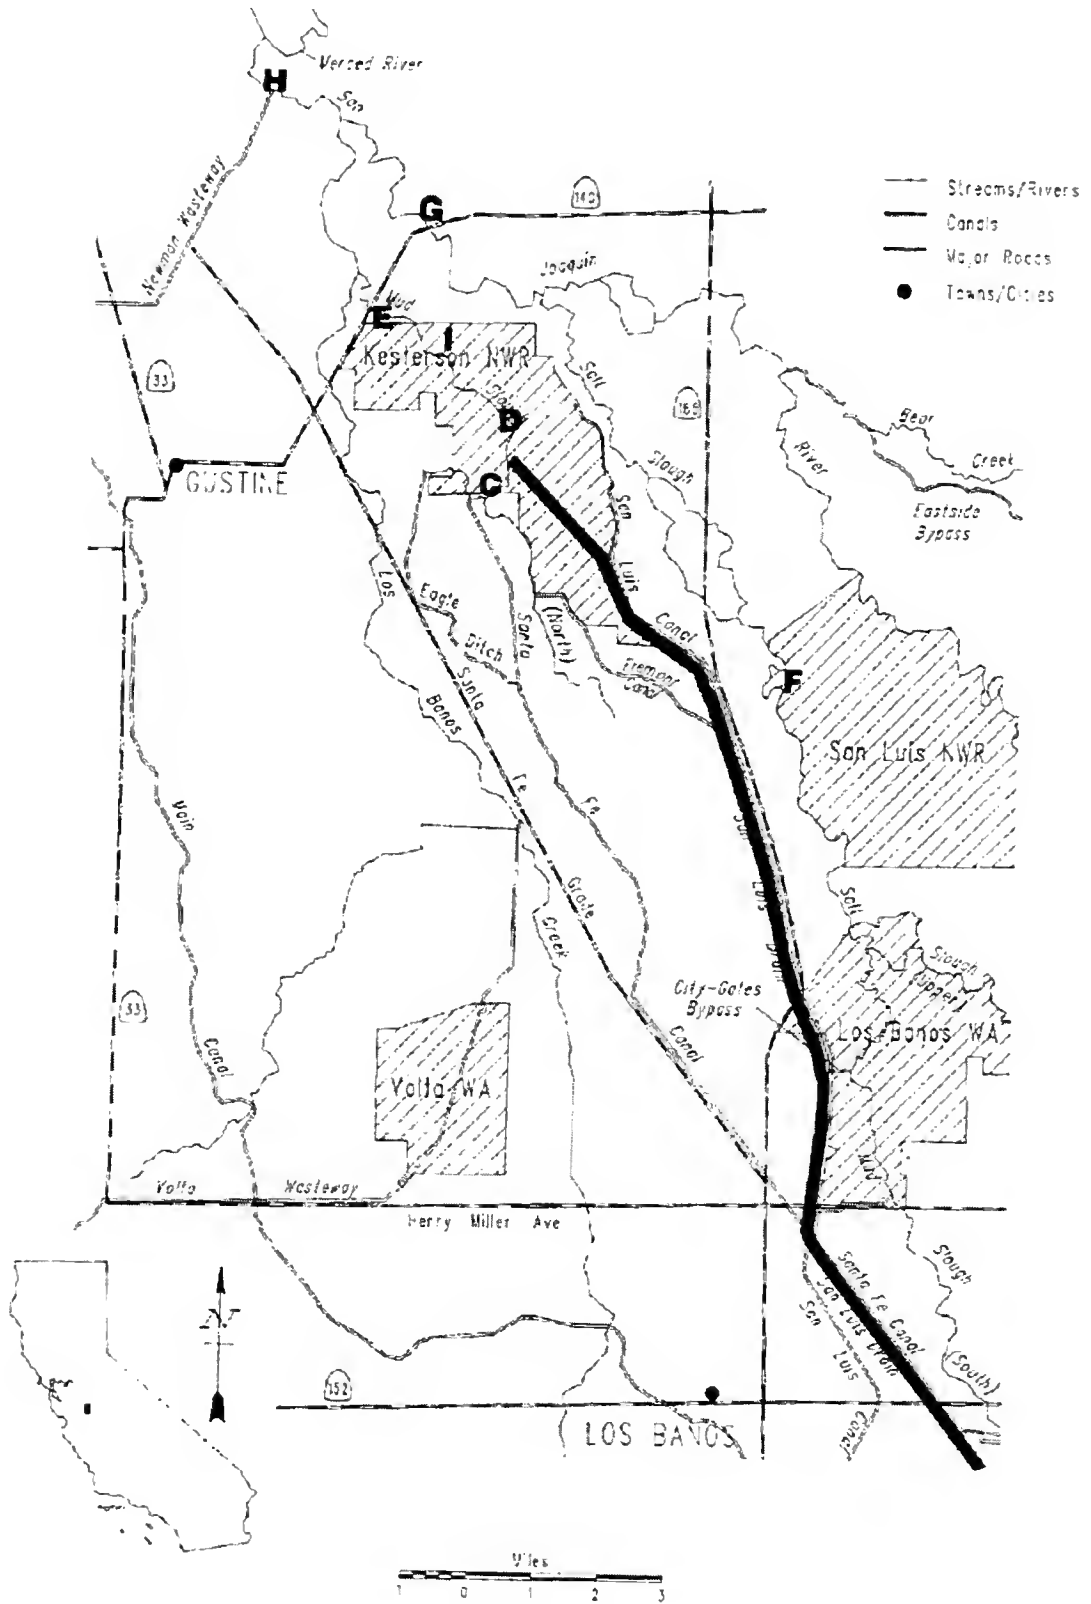 Merced River
H
San
Newman Wasteway
G
140
Streams/Rivers
Canals
Major Roads
Towns/Cities
Joaquin
Mud
E
I
Kesterson NWR
33
Slough
Salt
165
D
Bear
Creek
River
Slough
GUSTINE
C
San
Eastside
Bypass
Los
Luis
Eagle
Santa
(North)
Canal
Ditch
Fremont
Canal
F
Santa
Banos
San Luis NWR
Fe
Fe
Main
San
Luis
Drain
Grade
Salt
Creek
Slough
(upper)
City-Gates
Bypass
33
Los Banos WA
Canal
Canal
Volta WA
Volta
Wasteway
Henry Miller Ave
Slough
Santa Fe Canal
San Luis Drain
San
Luis
Canal
(South)
N
152
LOS BANOS
Miles
1 0 1 2 3